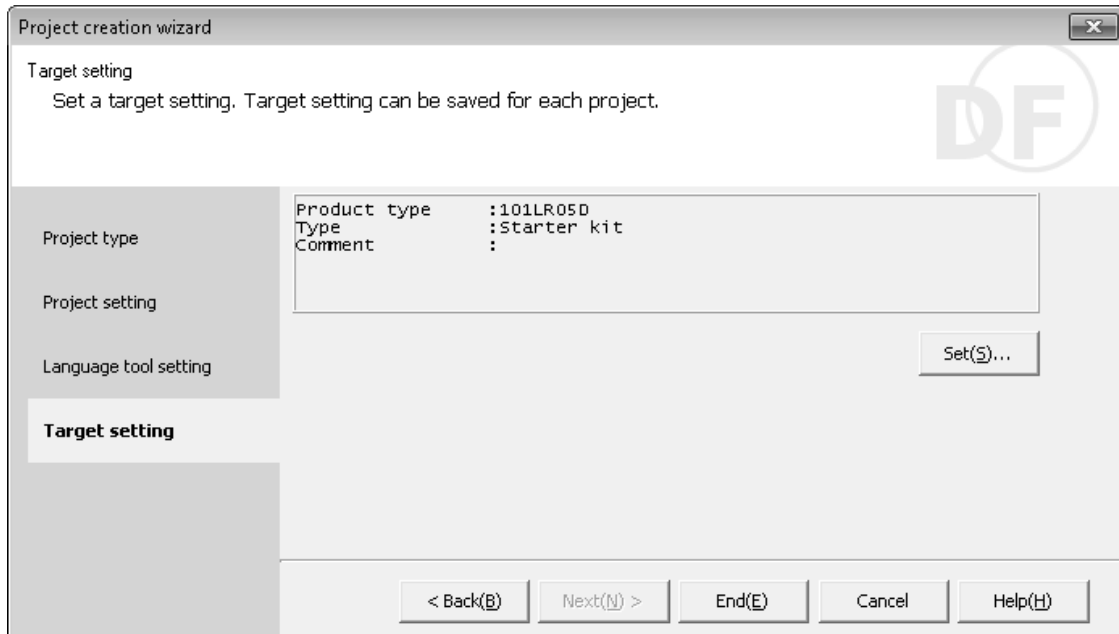 Project creation wizard
Target setting
Set a target setting. Target setting can be saved for each project.
DF
Project type
Project setting
Language tool setting
Target setting
Product type :101LR05D
Type :Starter kit
Comment :
Set(S)...
< Back(B) Next(N) > End(E) Cancel Help(H)